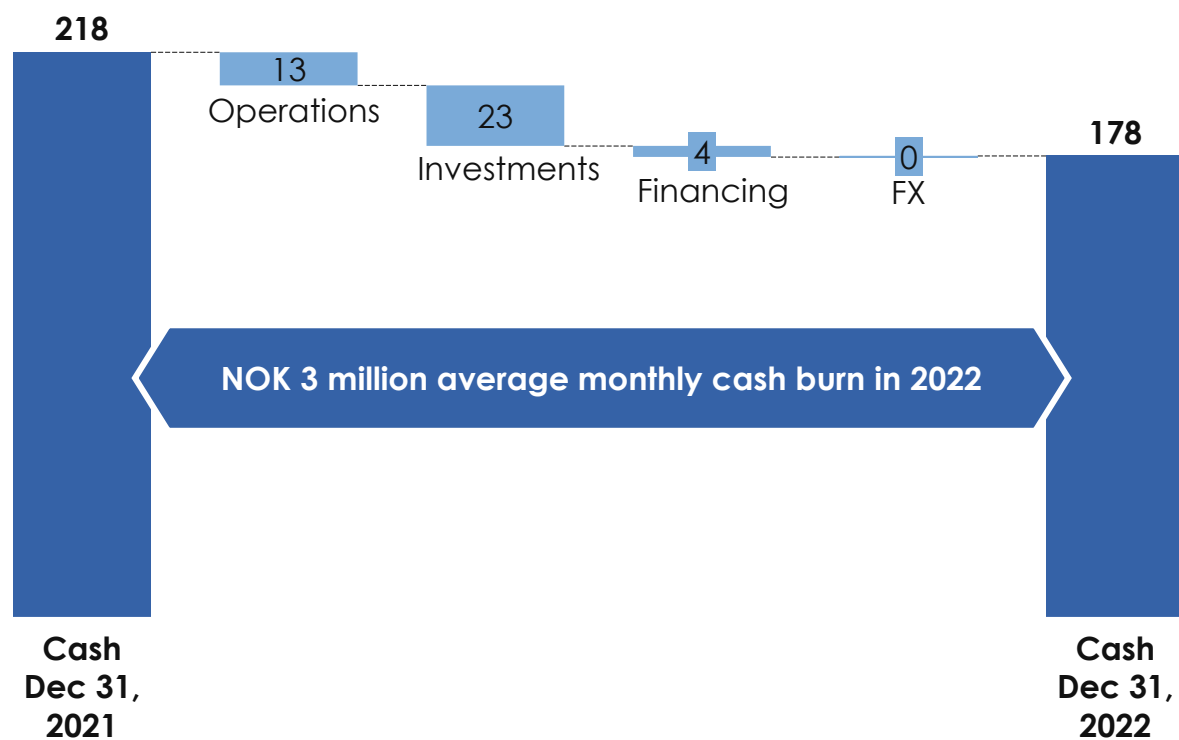 218
13
Operations
23
Investments
4
Financing
0
FX
178
NOK 3 million average monthly cash burn in 2022
Cash
Dec 31,
2021
Cash
Dec 31,
2022